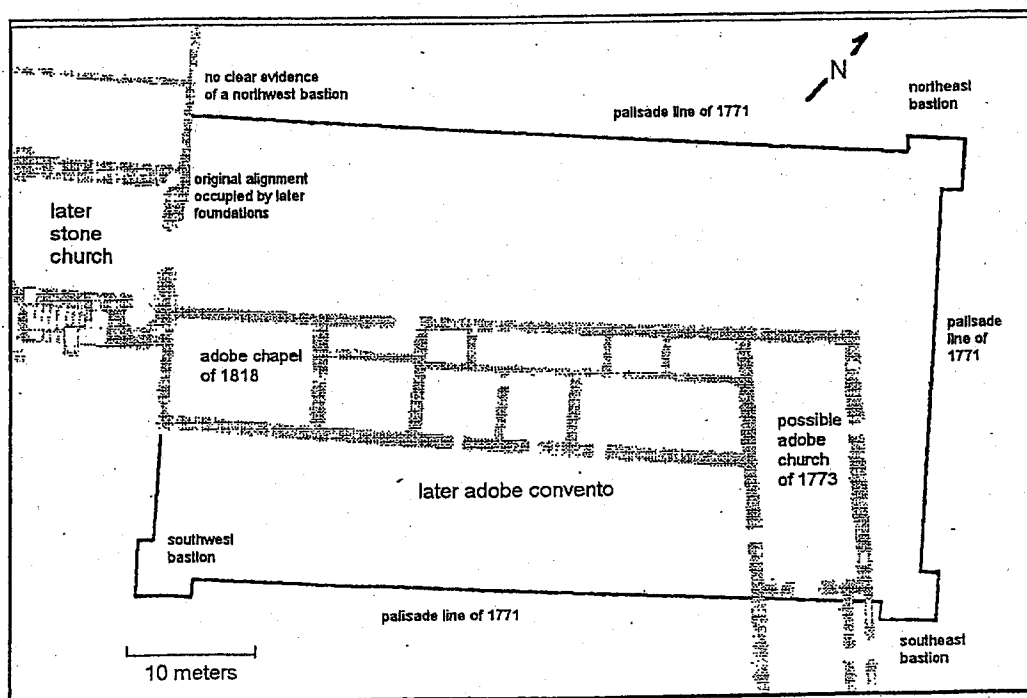 no clear evidence
of a northwest bastion
N
northeast
bastion
palisade line of 1771
original alignment
occupied by later
foundations
later
stone
church
palisade
line of
1771
adobe chapel
of 1818
possible
adobe
church
of 1773
later adobe convento
southwest
bastion
palisade line of 1771
southeast
bastion
10 meters